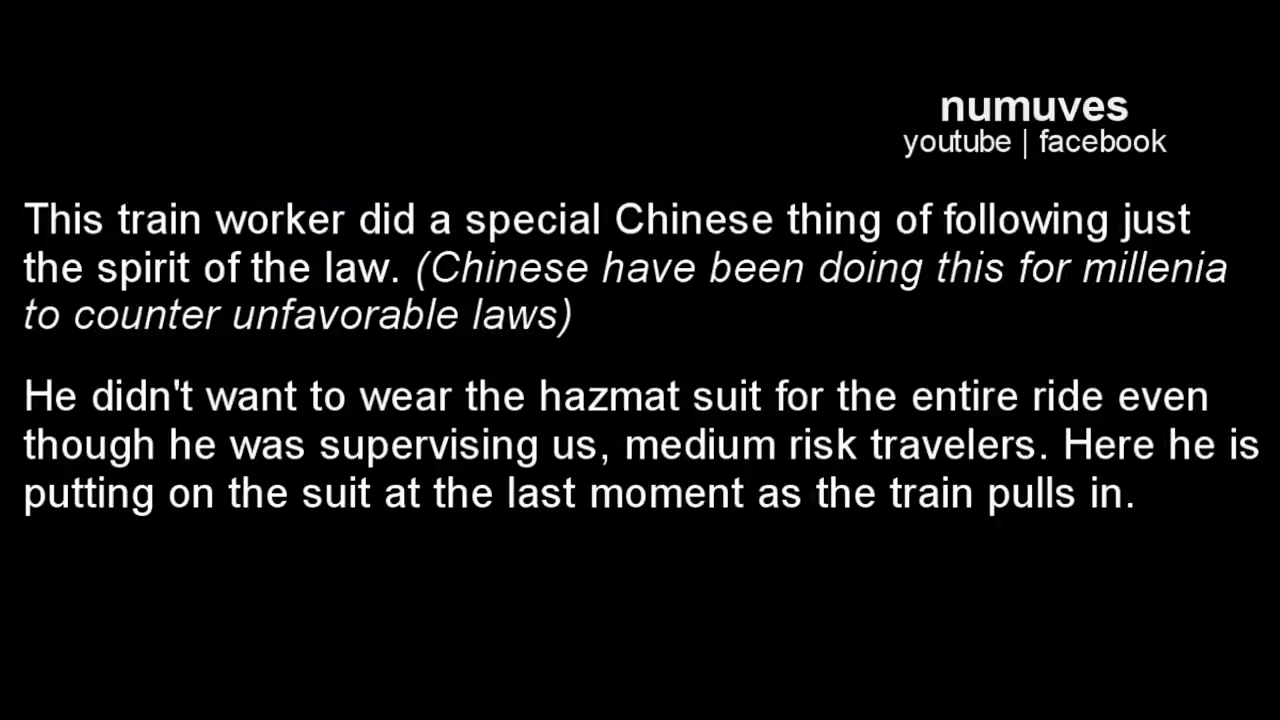 numuves
youtube | facebook
This train worker did a special Chinese thing of following just
the spirit of the law. (Chinese have been doing this for millenia
to counter unfavorable laws)
He didn't want to wear the hazmat suit for the entire ride even
though he was supervising us, medium risk travelers. Here he is
putting on the suit at the last moment as the train pulls in.